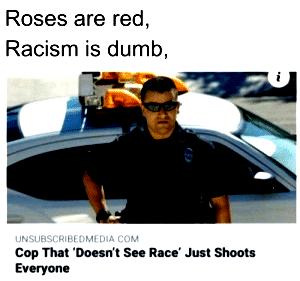 Roses are red,
Racism is dumb,
i
UNSUBSCRIBEDMEDIA.COM
Cop That 'Doesn't See Race' Just Shoots
Everyone